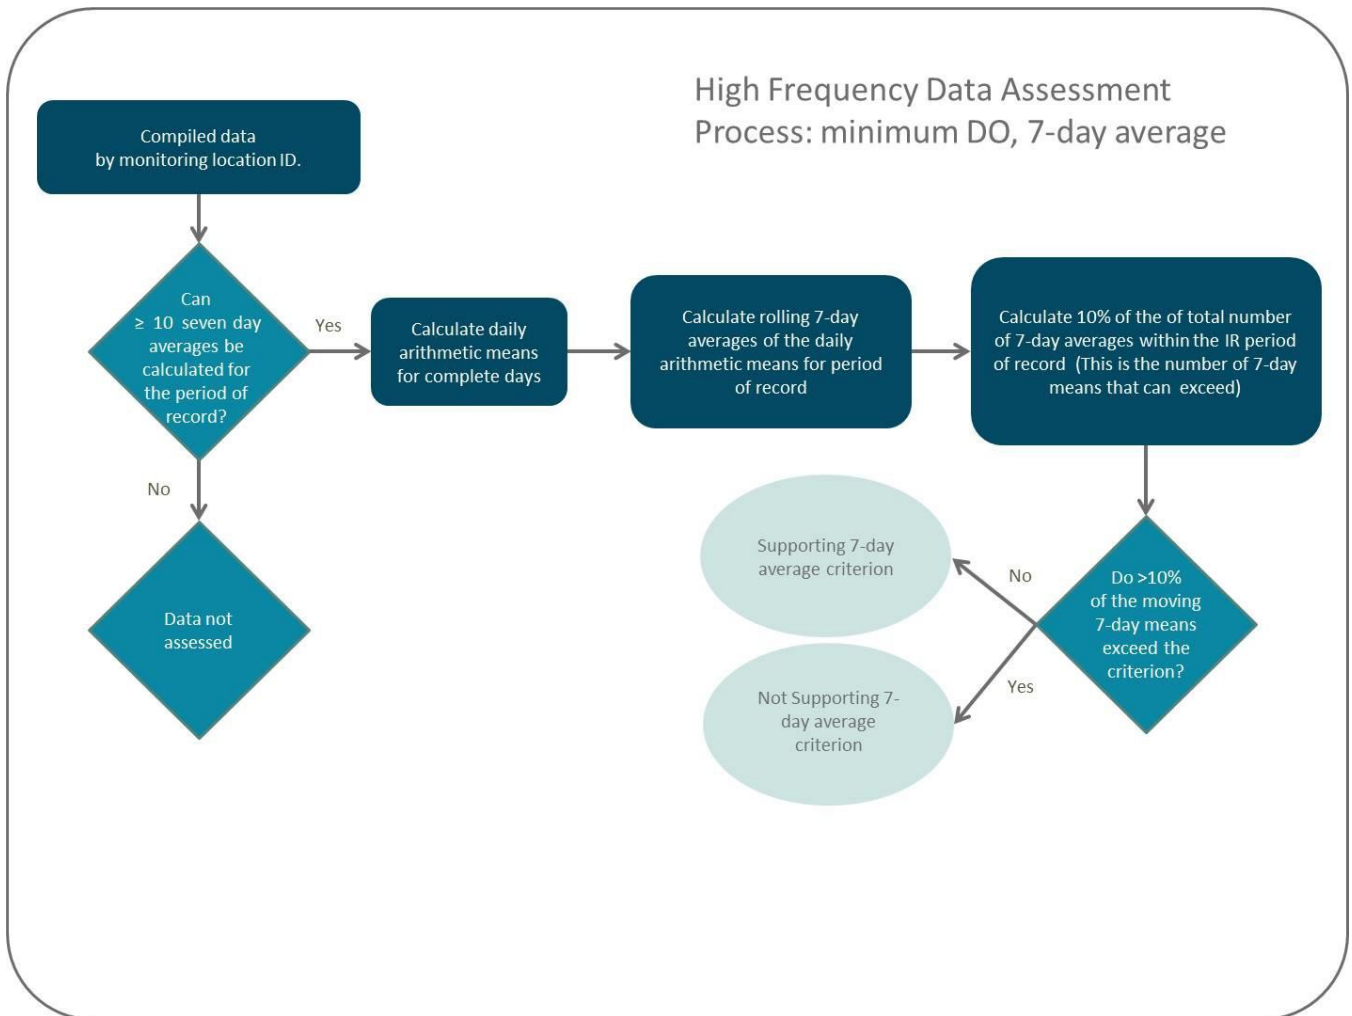 High Frequency Data Assessment
Process: minimum DO, 7-day average
Compiled data
by monitoring location ID.
Can
≥ 10 seven day
averages be
calculated for
the period of
record?
Yes
Calculate daily
arithmetic means
for complete days
Calculate rolling 7-day
averages of the daily
arithmetic means for period
of record
Calculate 10% of the of total number
of 7-day averages within the IR period
of record (This is the number of 7-day
means that can exceed)
No
Data not
assessed
Do >10%
of the moving
7-day means
exceed the
criterion?
No
Supporting 7-day
average criterion
Yes
Not Supporting 7-
day average
criterion